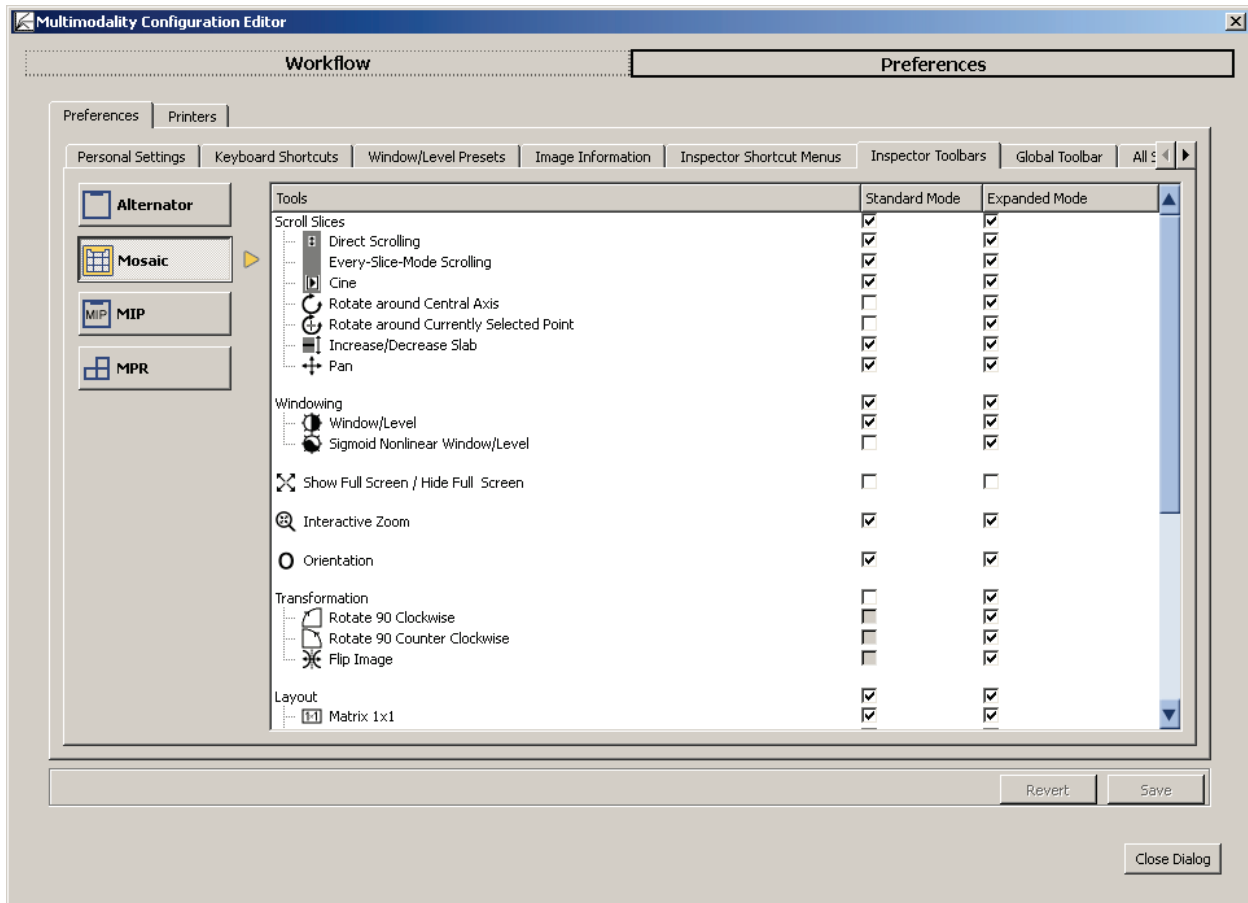 Multimodality Configuration Editor
Workflow Preferences
Preferences Printers
Personal Settings Keyboard Shortcuts Window/Level Presets Image Information Inspector Shortcut Menus Inspector Toolbars Global Toolbar All
Alternator
Mosaic
MIP MIP
MPR
Tools Standard Mode Expanded Mode
Scroll Slices
Direct Scrolling
Every-Slice-Mode Scrolling
Cine
Rotate around Central Axis
Rotate around Currently Selected Point
Increase/Decrease Slab
Pan
Windowing
Window/Level
Sigmoid Nonlinear Window/Level
Show Full Screen / Hide Full Screen
Interactive Zoom
O Orientation
Transformation
Rotate 90 Clockwise
Rotate 90 Counter Clockwise
Flip Image
Layout
1·1 Matrix 1x1
Revert Save
Close Dialog